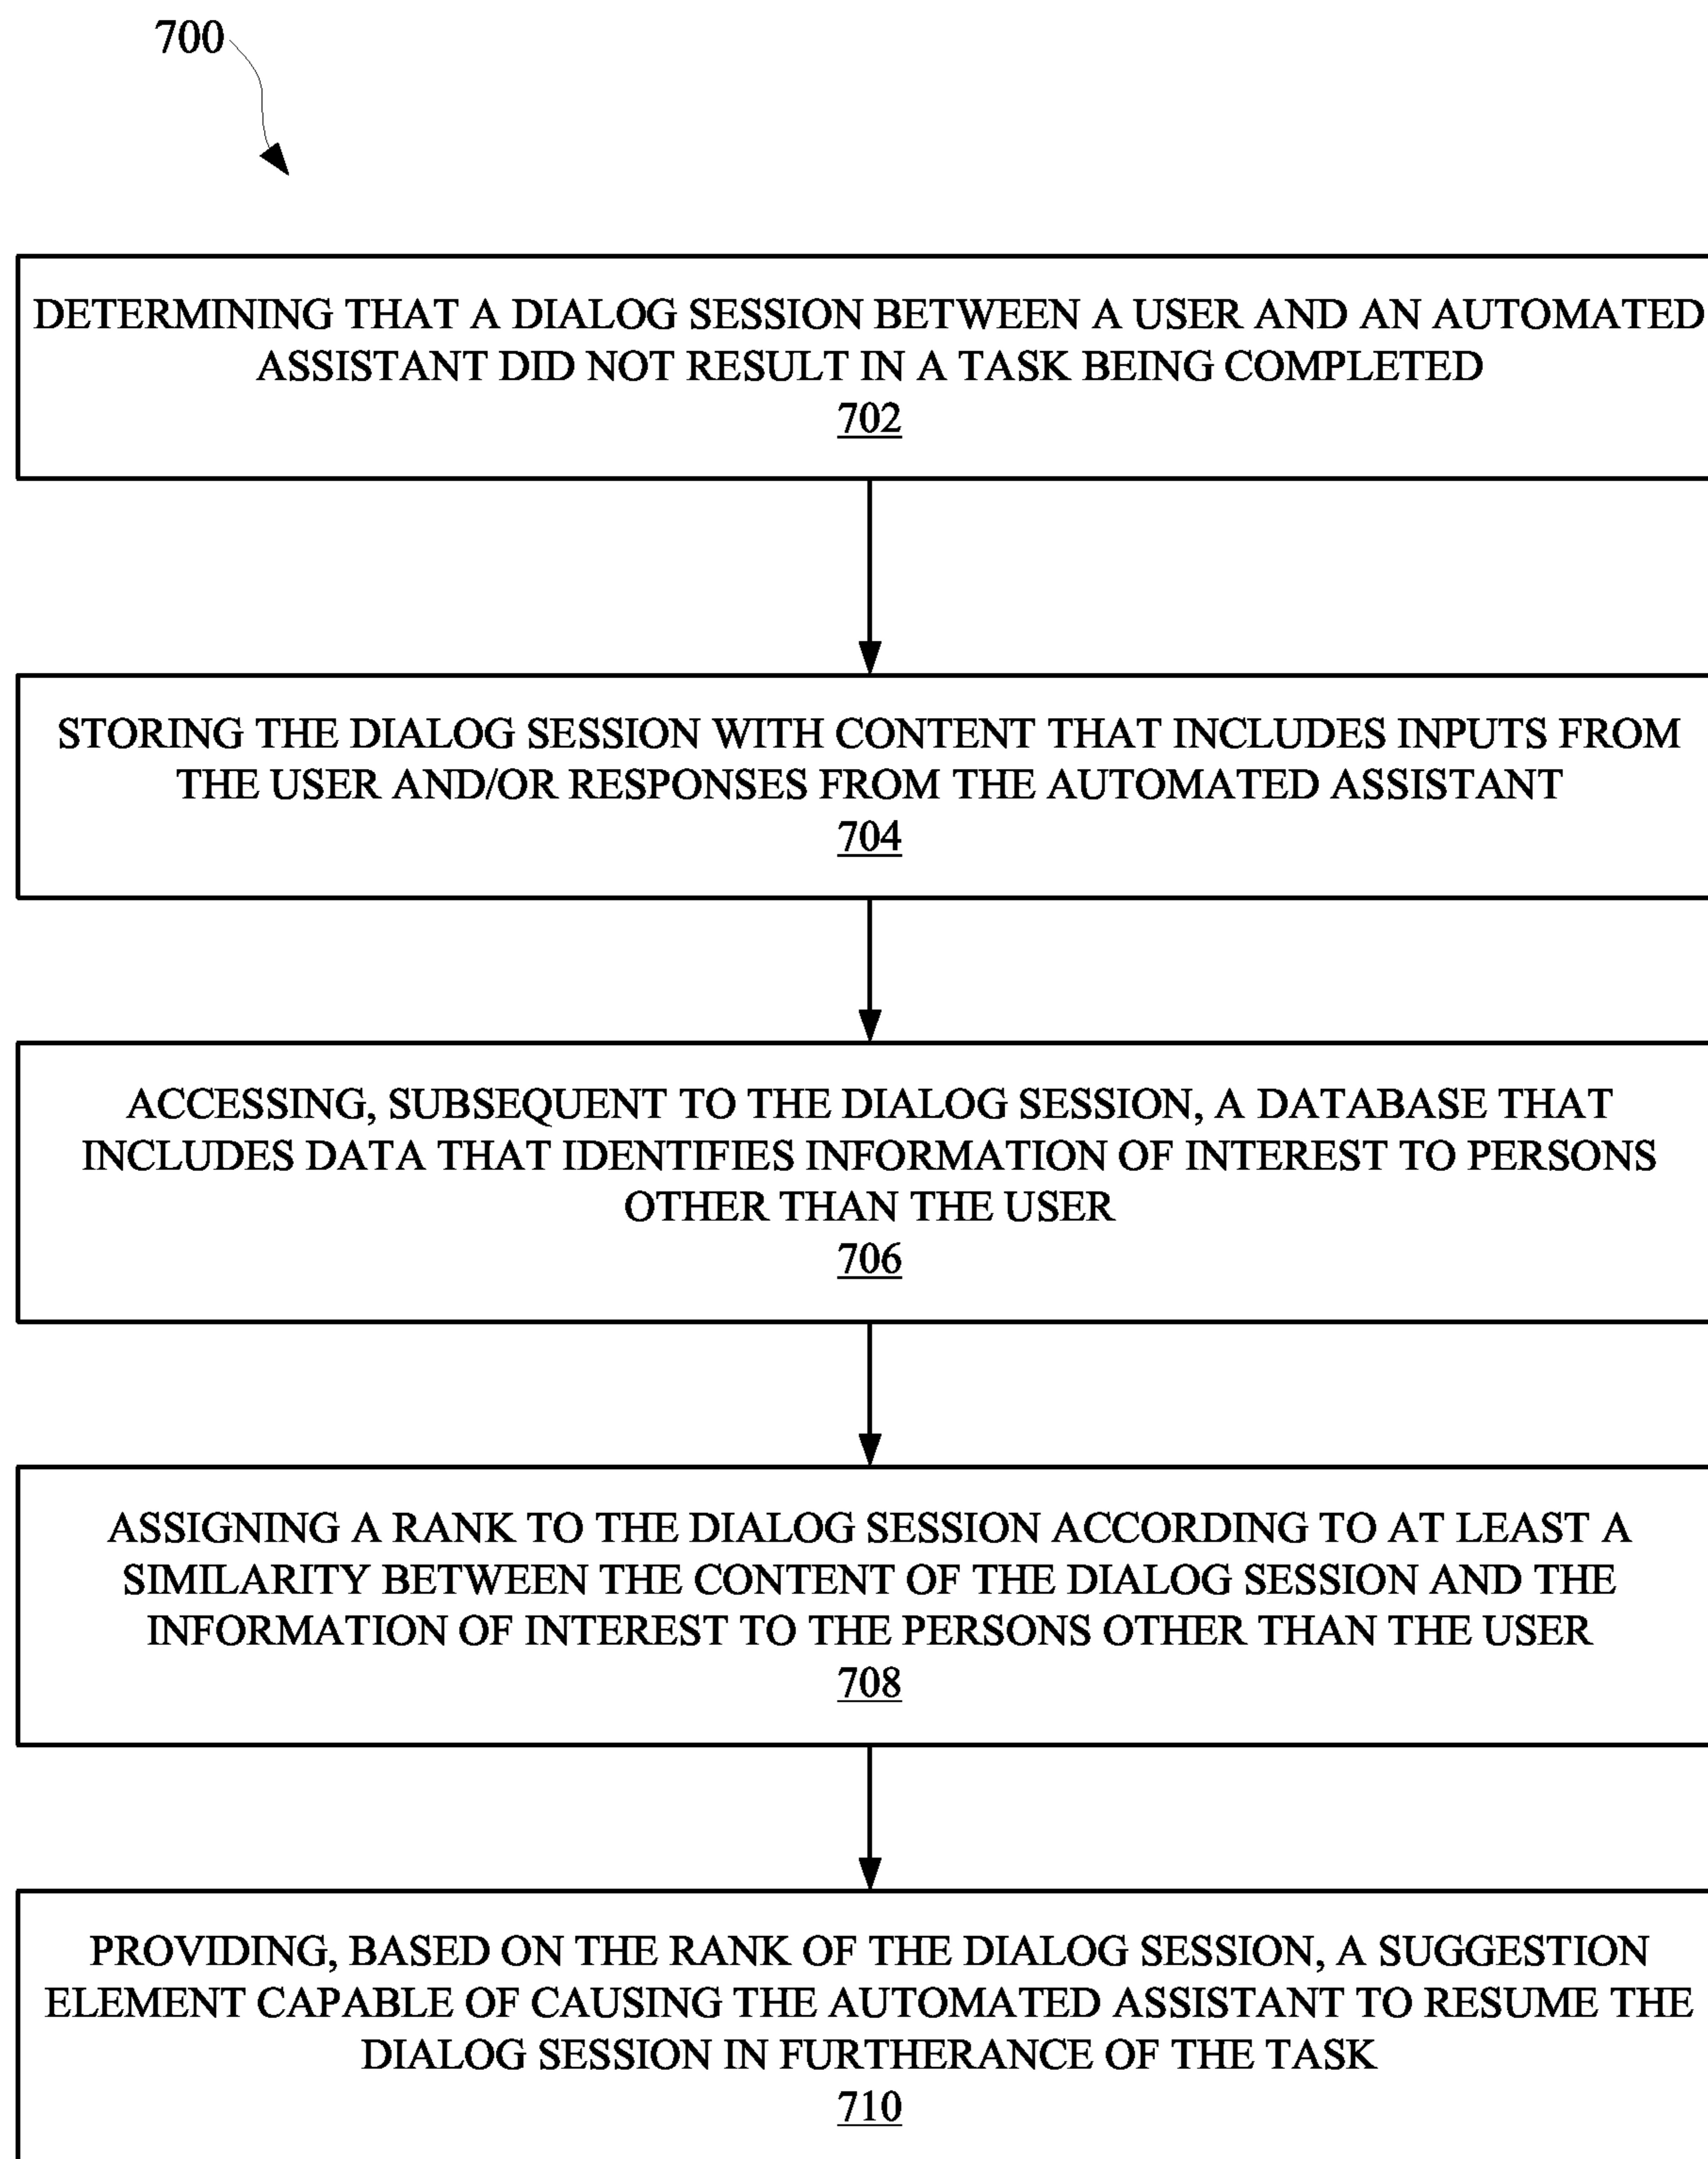 700
DETERMINING THAT A DIALOG SESSION BETWEEN A USER AND AN AUTOMATED
ASSISTANT DID NOT RESULT IN A TASK BEING COMPLETED
702
STORING THE DIALOG SESSION WITH CONTENT THAT INCLUDES INPUTS FROM
THE USER AND/OR RESPONSES FROM THE AUTOMATED ASSISTANT
704
ACCESSING, SUBSEQUENT TO THE DIALOG SESSION, A DATABASE THAT
INCLUDES DATA THAT IDENTIFIES INFORMATION OF INTEREST TO PERSONS
OTHER THAN THE USER
706
ASSIGNING A RANK TO THE DIALOG SESSION ACCORDING TO AT LEAST A
SIMILARITY BETWEEN THE CONTENT OF THE DIALOG SESSION AND THE
INFORMATION OF INTEREST TO THE PERSONS OTHER THAN THE USER
708
PROVIDING, BASED ON THE RANK OF THE DIALOG SESSION, A SUGGESTION
ELEMENT CAPABLE OF CAUSING THE AUTOMATED ASSISTANT TO RESUME THE
DIALOG SESSION IN FURTHERANCE OF THE TASK
710